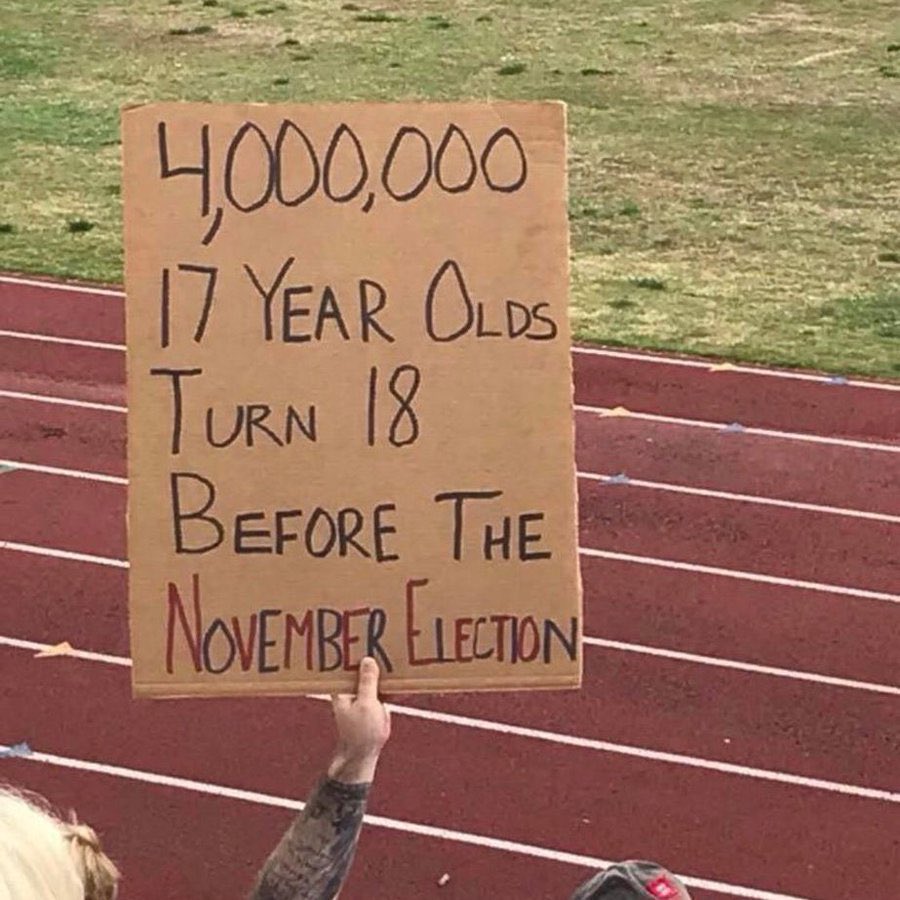 4,000,000
17 YEAR OLDS
TURN 18
BEFORE THE
NOVEMBER ELECTION